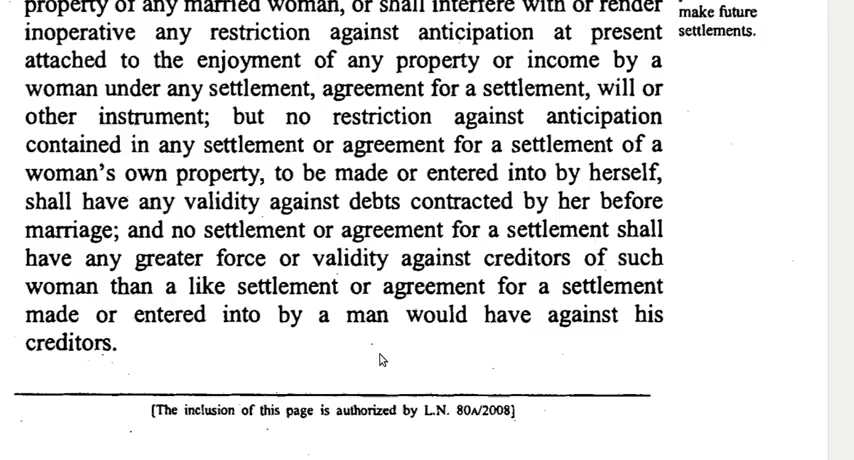 property of any married woman, or shall interfere with or render
inoperative any restriction against anticipation at present
attached to the enjoyment of any property or income by a
woman under any settlement, agreement for a settlement, will or
other instrument; but no restriction against anticipation
contained in any settlement or agreement for a settlement of a
woman's own property, to be made or entered into by herself,
shall have any validity against debts contracted by her before
marriage; and no settlement or agreement for a settlement shall
have any greater force or validity against creditors of such
woman than a like settlement or agreement for a settlement
made or entered into by a man would have against his
creditors.
make future
settlements.
[The inclusion of this page is authorized by L.N. 80A/2008]